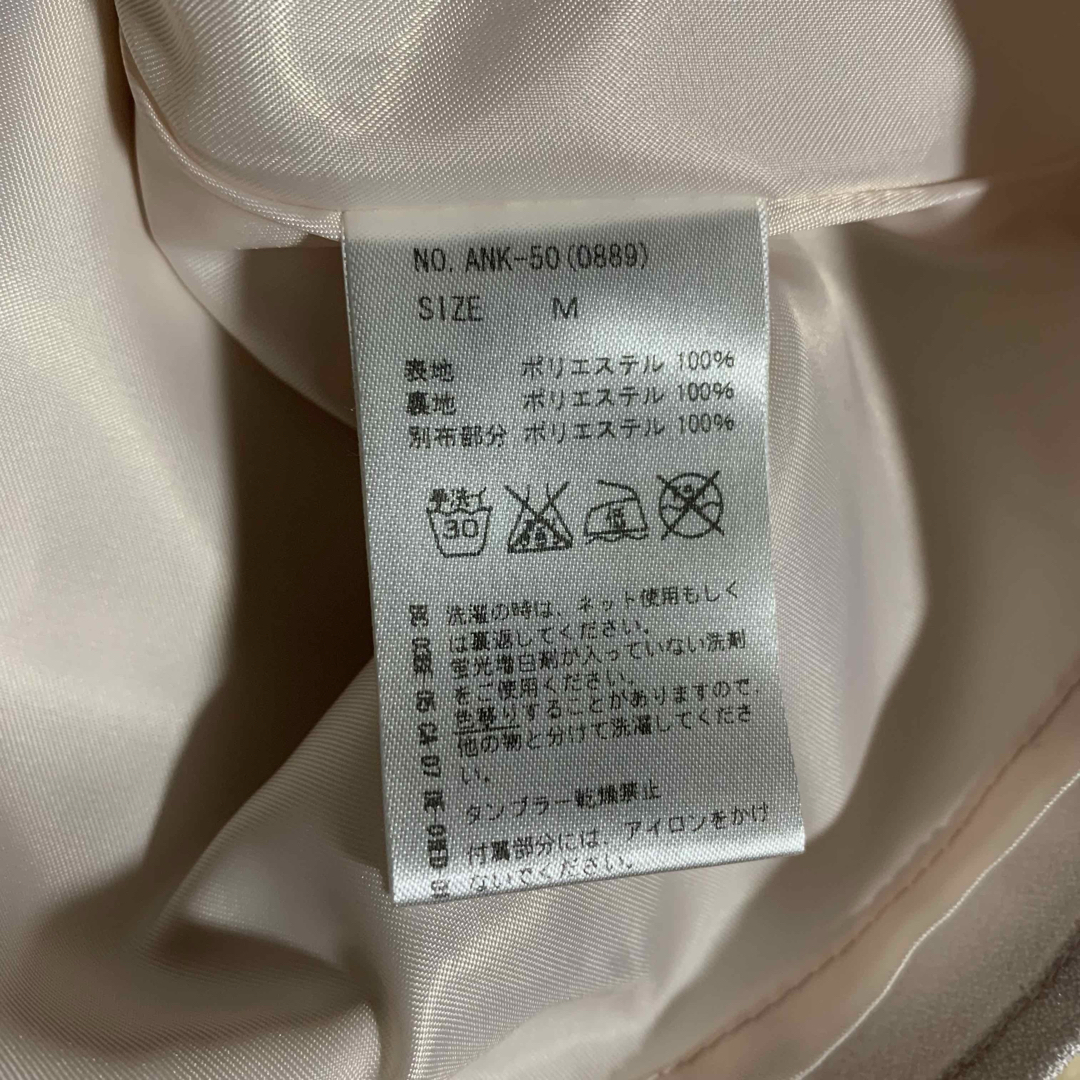 NO. ANK-50(0889)
SIZE M
表地 ポリエステル 100%
裏地 ポリエステル 100%
別布部分 ポリエステル 100%
手洗イ
30
洗濯の時は、ネット使用もしく
は裏返してください。
蛍光増白剤が入っていない洗剤
をご使用ください。
色移りすることがありますので、
他の物と分けて洗濯してくださ
い。
タンブラー乾燥禁止
付属部分には、アイロンをかけ
ないでください。